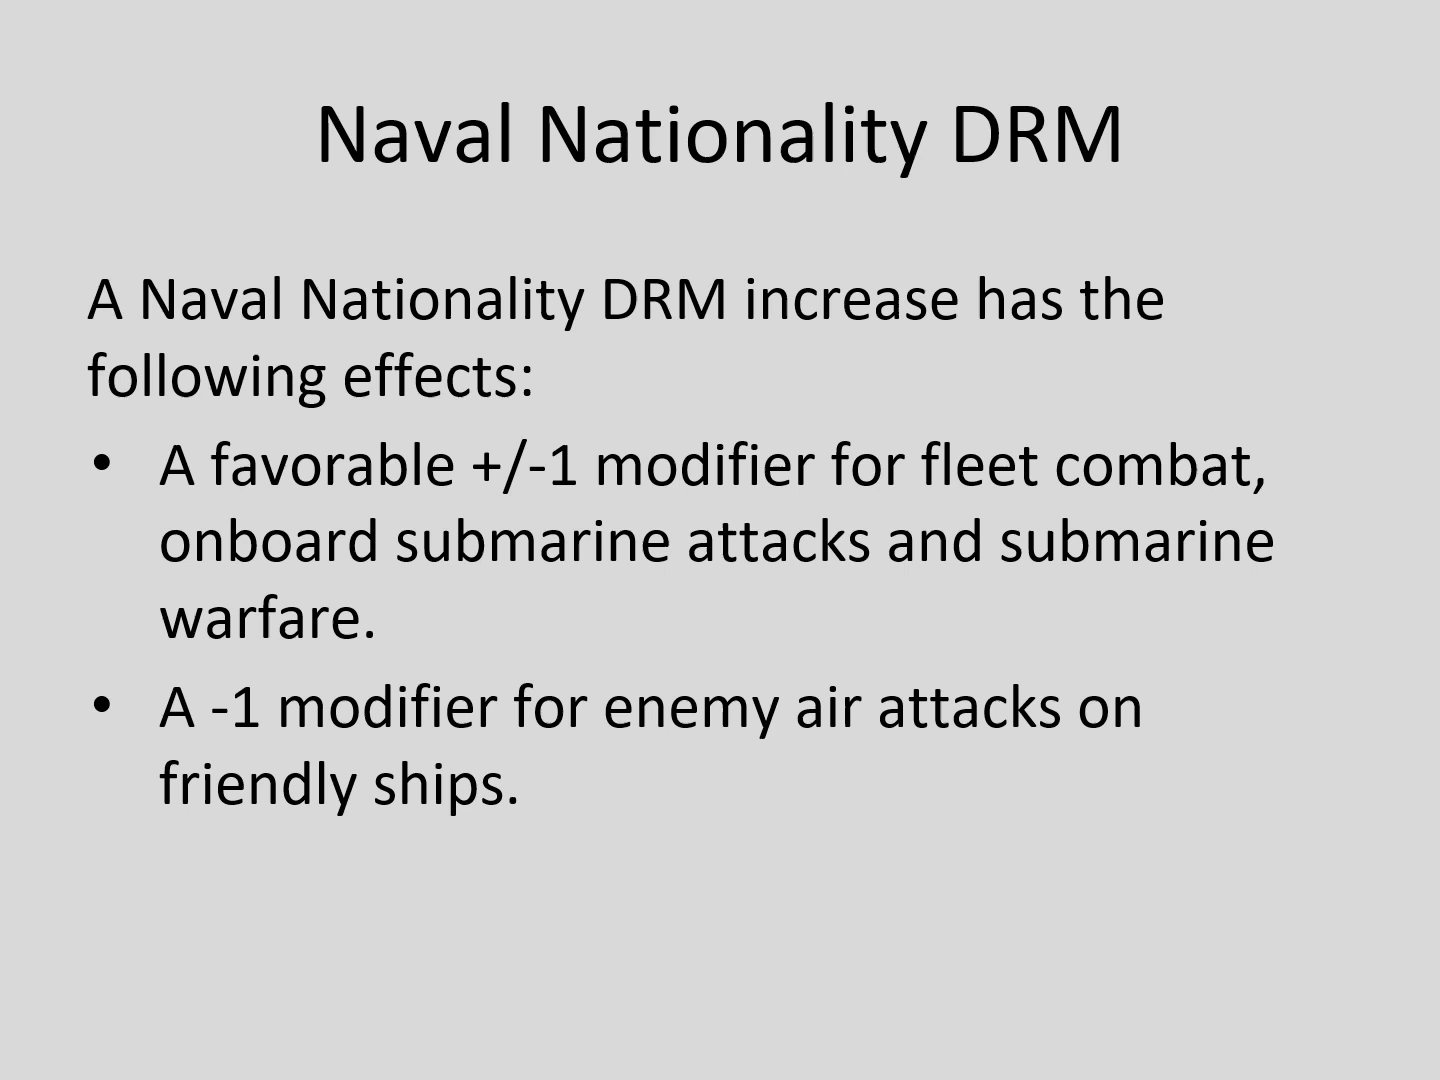 Naval Nationality DRM
A Naval Nationality DRM increase has the
following effects:
• A favorable +/-1 modifier for fleet combat,
onboard submarine attacks and submarine
warfare.
• A -1 modifier for enemy air attacks on
friendly ships.